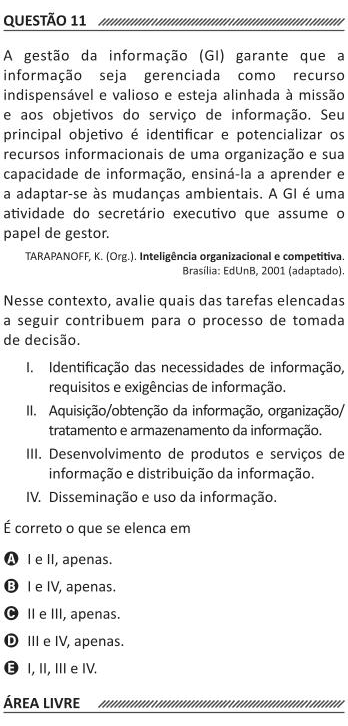 QUESTÃO 11
A gestão da informação (GI) garante que a
informação seja gerenciada como recurso
indispensável e valioso e esteja alinhada à missão
e aos objetivos do serviço de informação. Seu
principal objetivo é identificar e potencializar os
recursos informacionais de uma organização e sua
capacidade de informação, ensiná-la a aprender e
a adaptar-se às mudanças ambientais. A GI é uma
atividade do secretário executivo que assume o
papel de gestor.
TARAPANOFF, K. (Org.). Inteligência organizacional e competitiva.
Brasília: EdUnB, 2001 (adaptado).
Nesse contexto, avalie quais das tarefas elencadas
a seguir contribuem para o processo de tomada
de decisão.
I. Identificação das necessidades de informação,
requisitos e exigências de informação.
II. Aquisição/obtenção da informação, organização/
tratamento e armazenamento da informação.
III. Desenvolvimento de produtos e serviços de
informação e distribuição da informação.
IV. Disseminação e uso da informação.
É correto o que se elenca em
A I e II, apenas.
B I e IV, apenas.
C II e III, apenas.
D III e IV, apenas.
E I, II, III e IV.
ÁREA LIVRE